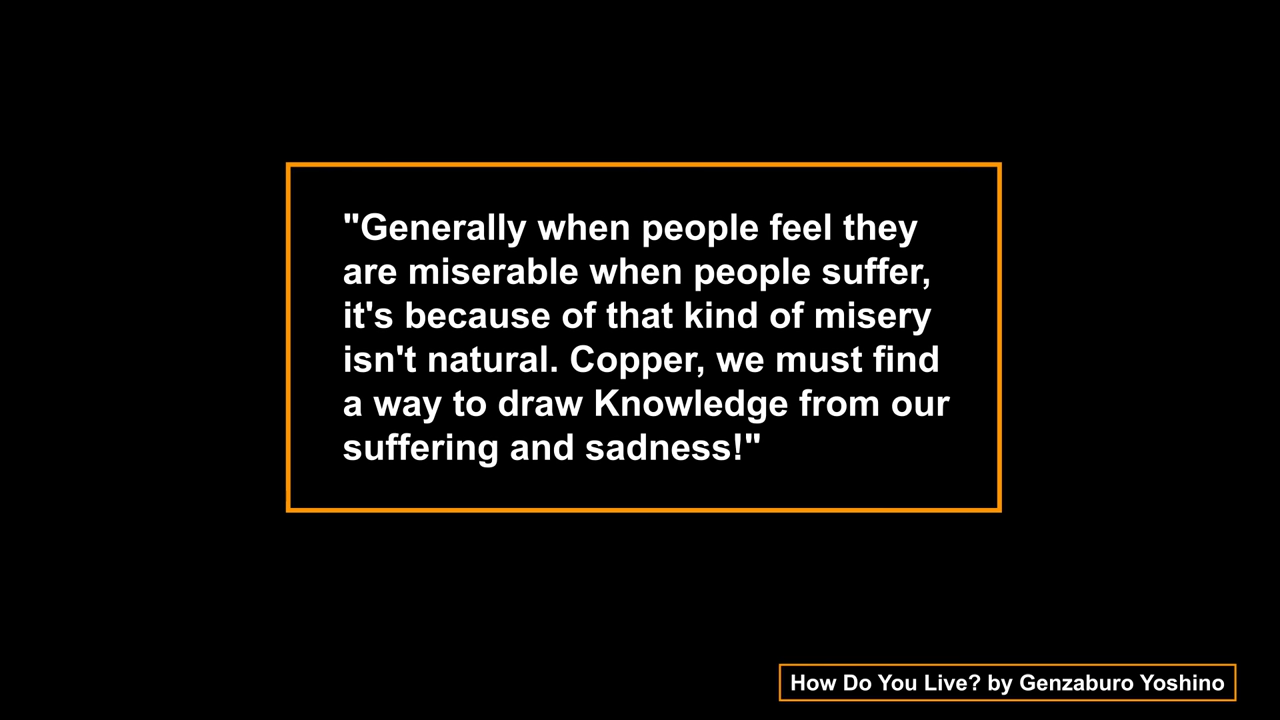 "Generally when people feel they
are miserable when people suffer,
it's because of that kind of misery
isn't natural. Copper, we must find
a way to draw Knowledge from our
suffering and sadness!"
How Do You Live? by Genzaburo Yoshino